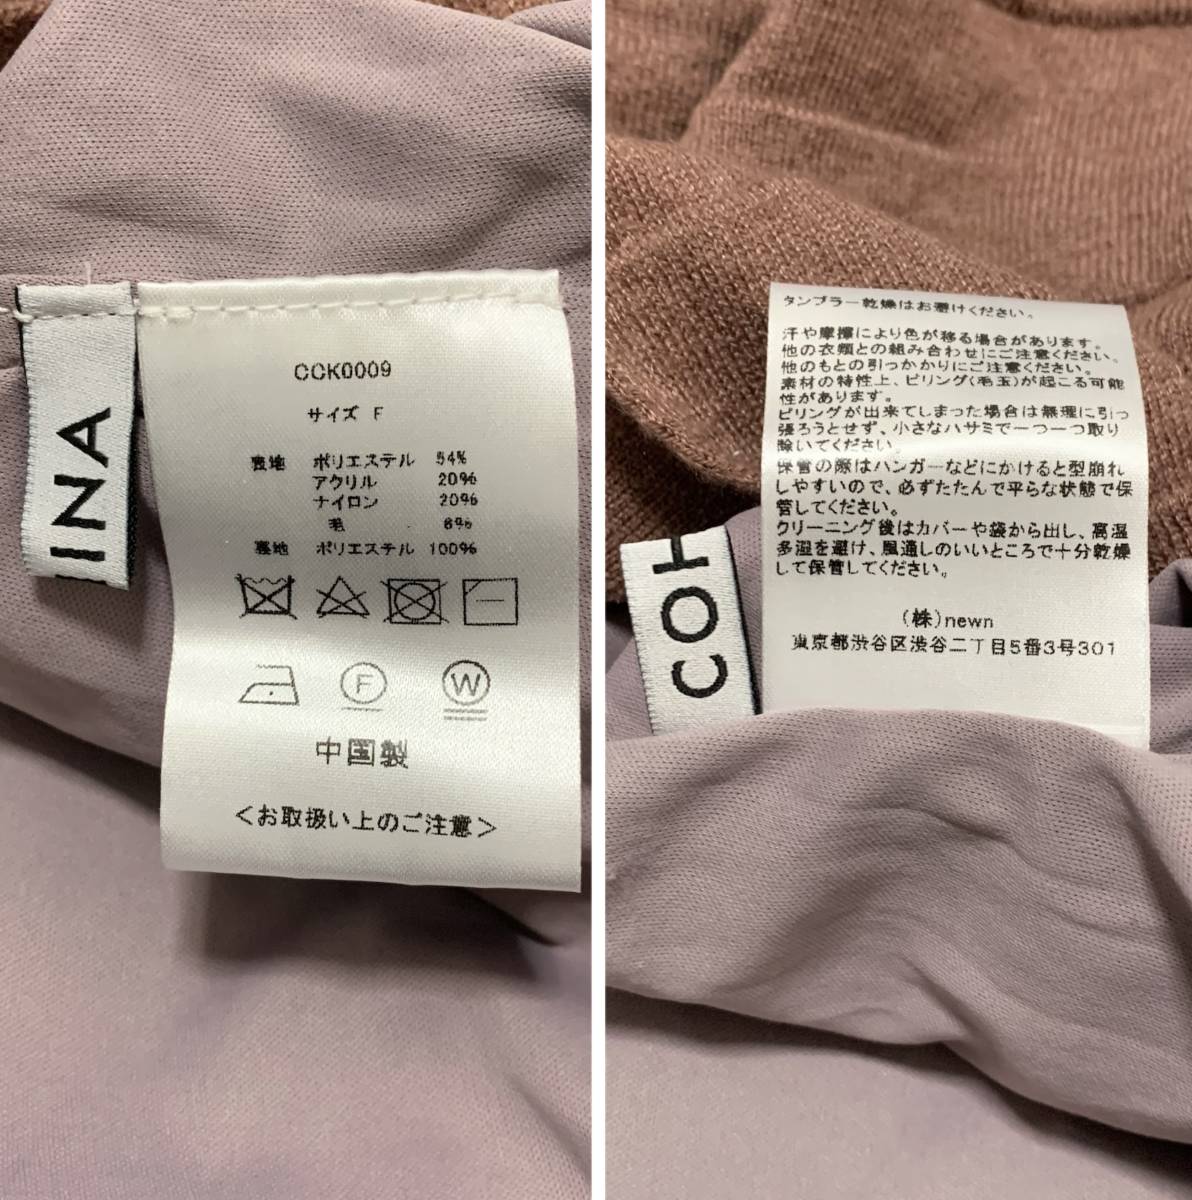 CCK0009
サイズ F
表地 ポリエステル 54%
アクリル 20%
ナイロン 20%
毛 6%
裏地 ポリエステル 100%
F
W
中国製
<お取扱い上のご注意>
INA
タンブラー乾燥はお避けください。
汗や摩擦により色が移る場合があります。
他の衣類との組み合わせにご注意ください。
他のもとの引っかかりにご注意ください。
素材の特性上、ピリング(毛玉)が起こる可能
性があります。
ピリングが出来てしまった場合は無理に引っ
張ろうとせず、小さなハサミで一つ一つ取り
除いてください。
保管の際はハンガーなどにかけると型崩れ
しやすいので、必ずたたんで平らな状態で保
管してください。
クリーニング後はカバーや袋から出し、高温
多湿を避け、風通しのいいところで十分乾燥
して保管してください。
(株)newn
東京都渋谷区渋谷二丁目5番3号301
COH